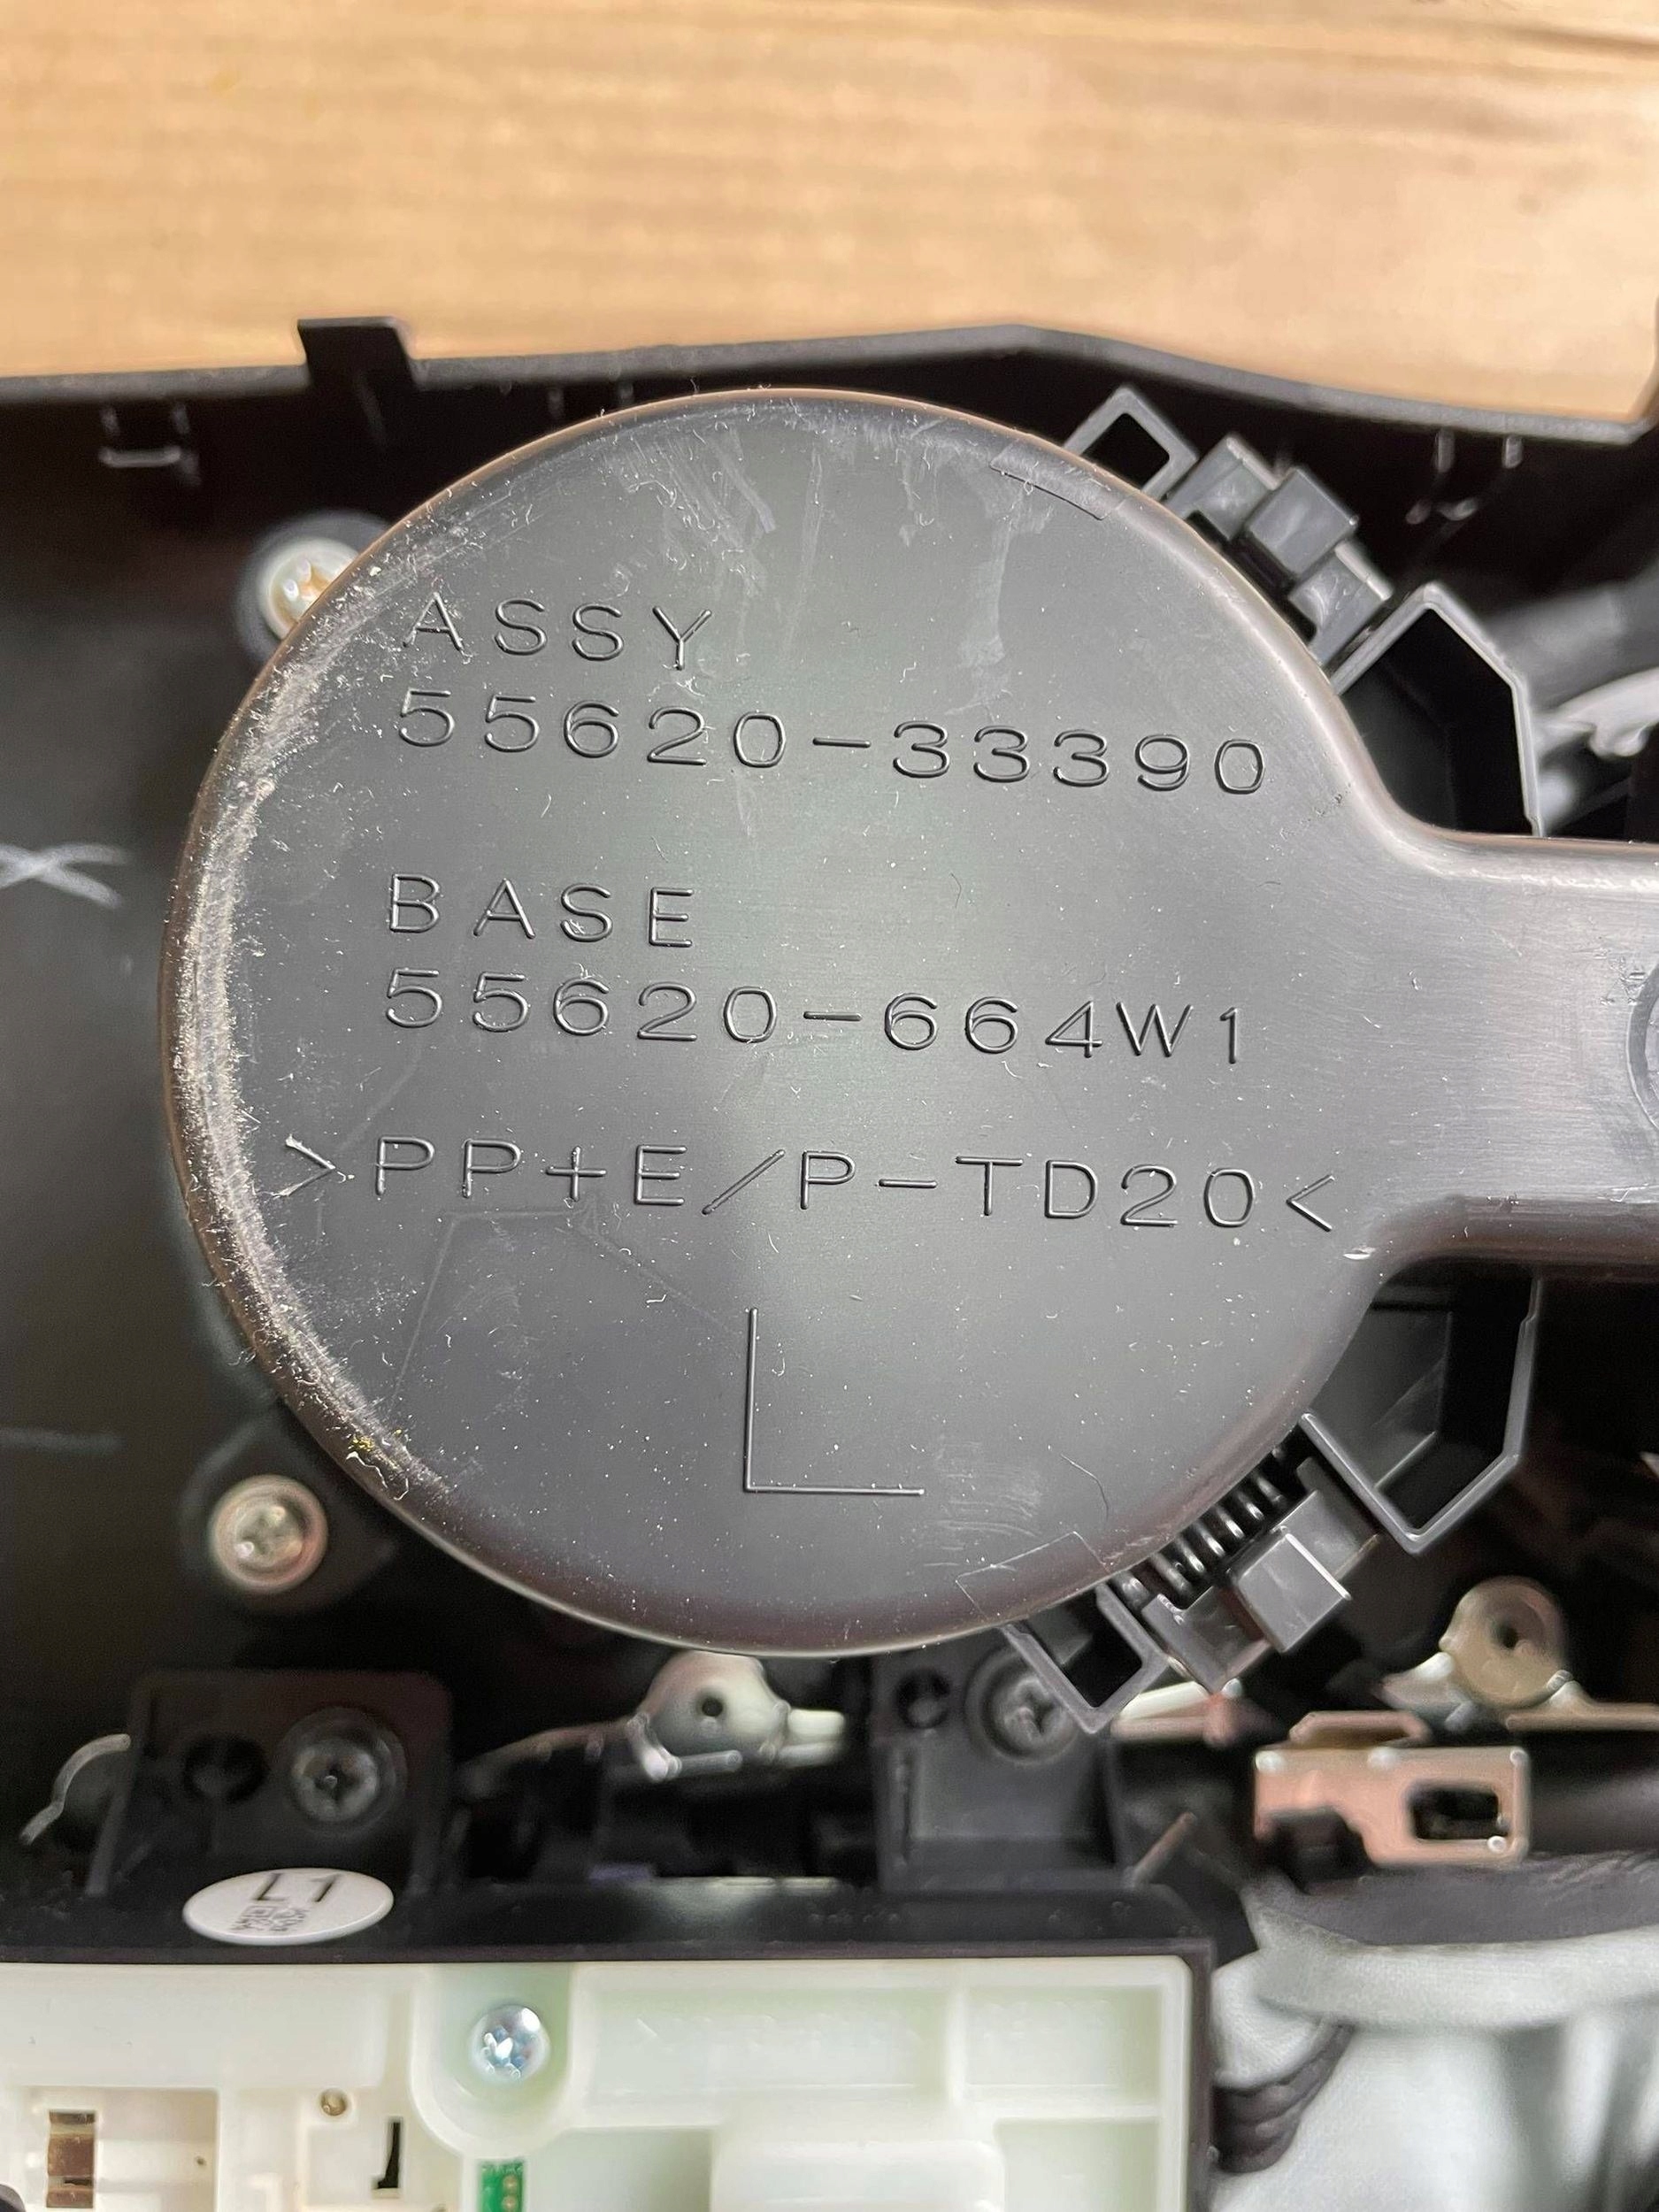 ASSY
55620-33390
BASE
55620-664W1
>PP+E/P-TD20<
L
L1